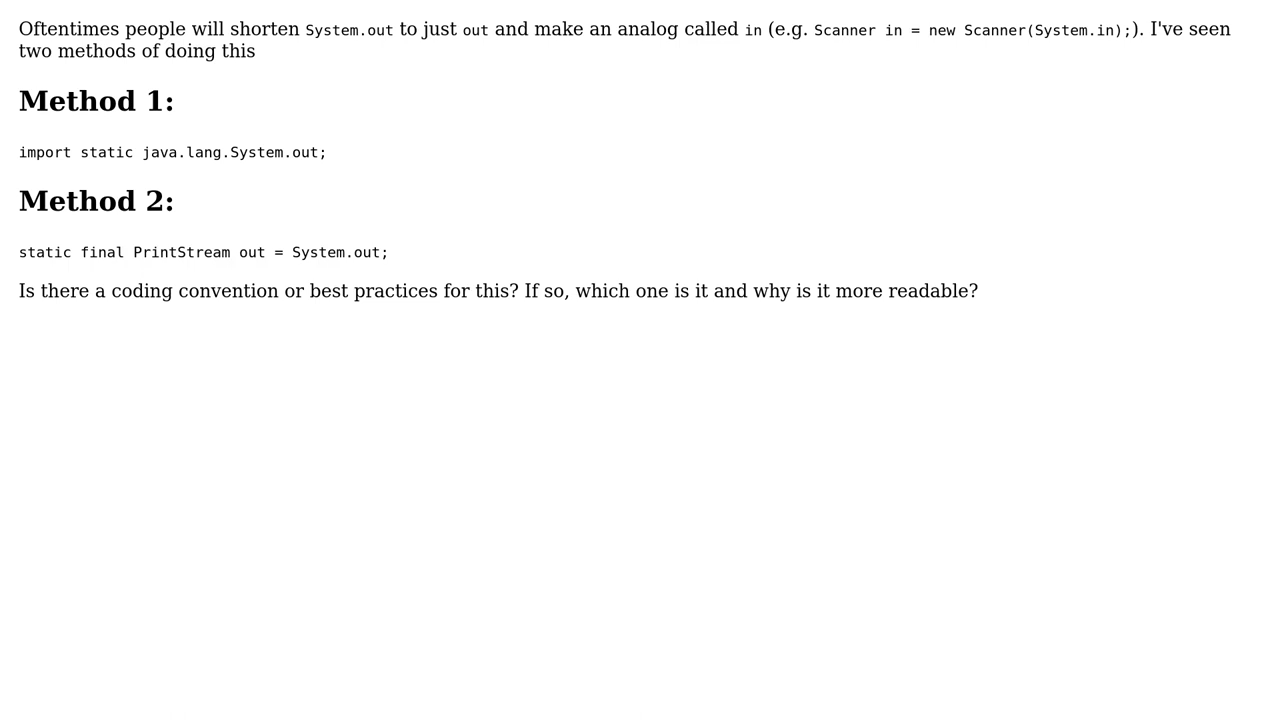 Oftentimes people will shorten System.out to just out and make an analog called in (e.g. Scanner in = new Scanner(System.in);). I've seen
two methods of doing this
Method 1:
import static java.lang.System.out;
Method 2:
static final PrintStream out = System.out;
Is there a coding convention or best practices for this? If so, which one is it and why is it more readable?